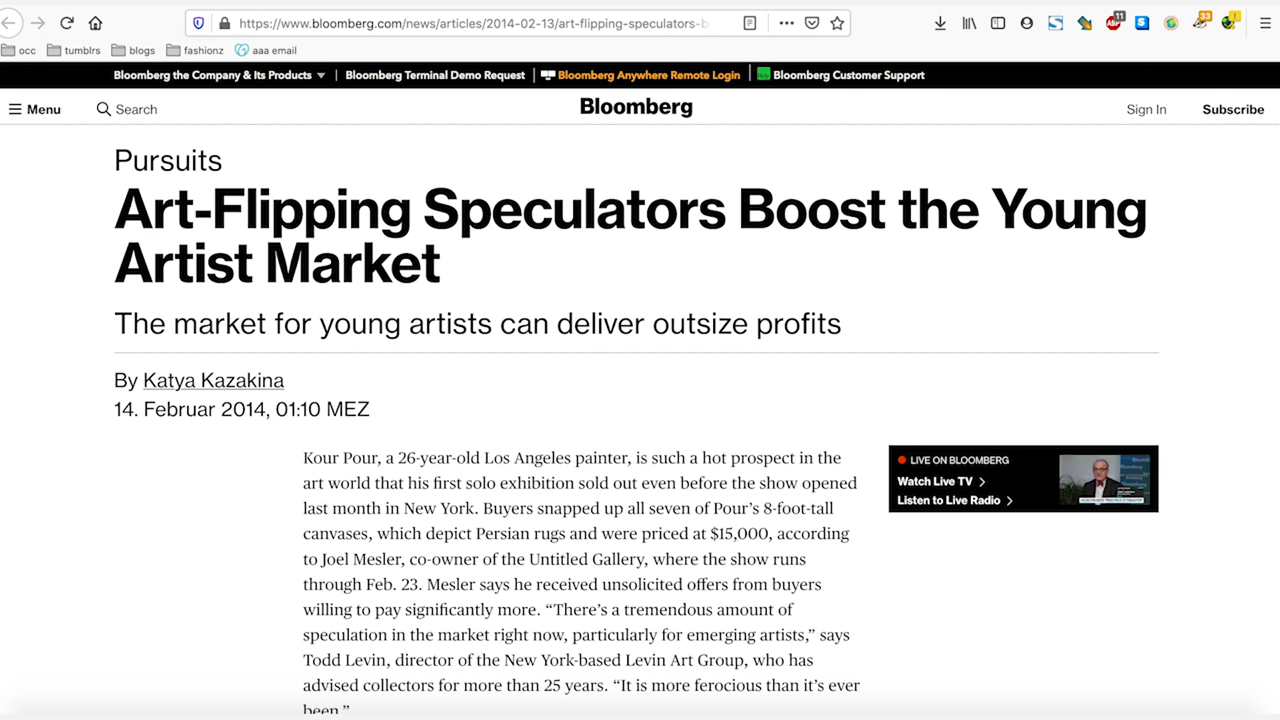 https://www.bloomberg.com/news/articles/2014-02-13/art-flipping-speculators-b
11
33
occ
tumblrs
blogs
fashionz
aaa email
Bloomberg the Company & Its Products
Bloomberg Terminal Demo Request
Bloomberg Anywhere Remote Login
Bloomberg Customer Support
Menu
Search
Bloomberg
Sign In
Subscribe
Pursuits
Art-Flipping Speculators Boost the Young
Artist Market
The market for young artists can deliver outsize profits
By Katya Kazakina
14. Februar 2014, 01:10 MEZ
Kour Pour, a 26-year-old Los Angeles painter, is such a hot prospect in the
art world that his first solo exhibition sold out even before the show opened
last month in New York. Buyers snapped up all seven of Pour’s 8-foot-tall
canvases, which depict Persian rugs and were priced at $15,000, according
to Joel Mesler, co-owner of the Untitled Gallery, where the show runs
through Feb. 23. Mesler says he received unsolicited offers from buyers
willing to pay significantly more. “There’s a tremendous amount of
speculation in the market right now, particularly for emerging artists,” says
Todd Levin, director of the New York-based Levin Art Group, who has
advised collectors for more than 25 years. “It is more ferocious than it’s ever
been.”
LIVE ON BLOOMBERG
Watch Live TV
Listen to Live Radio